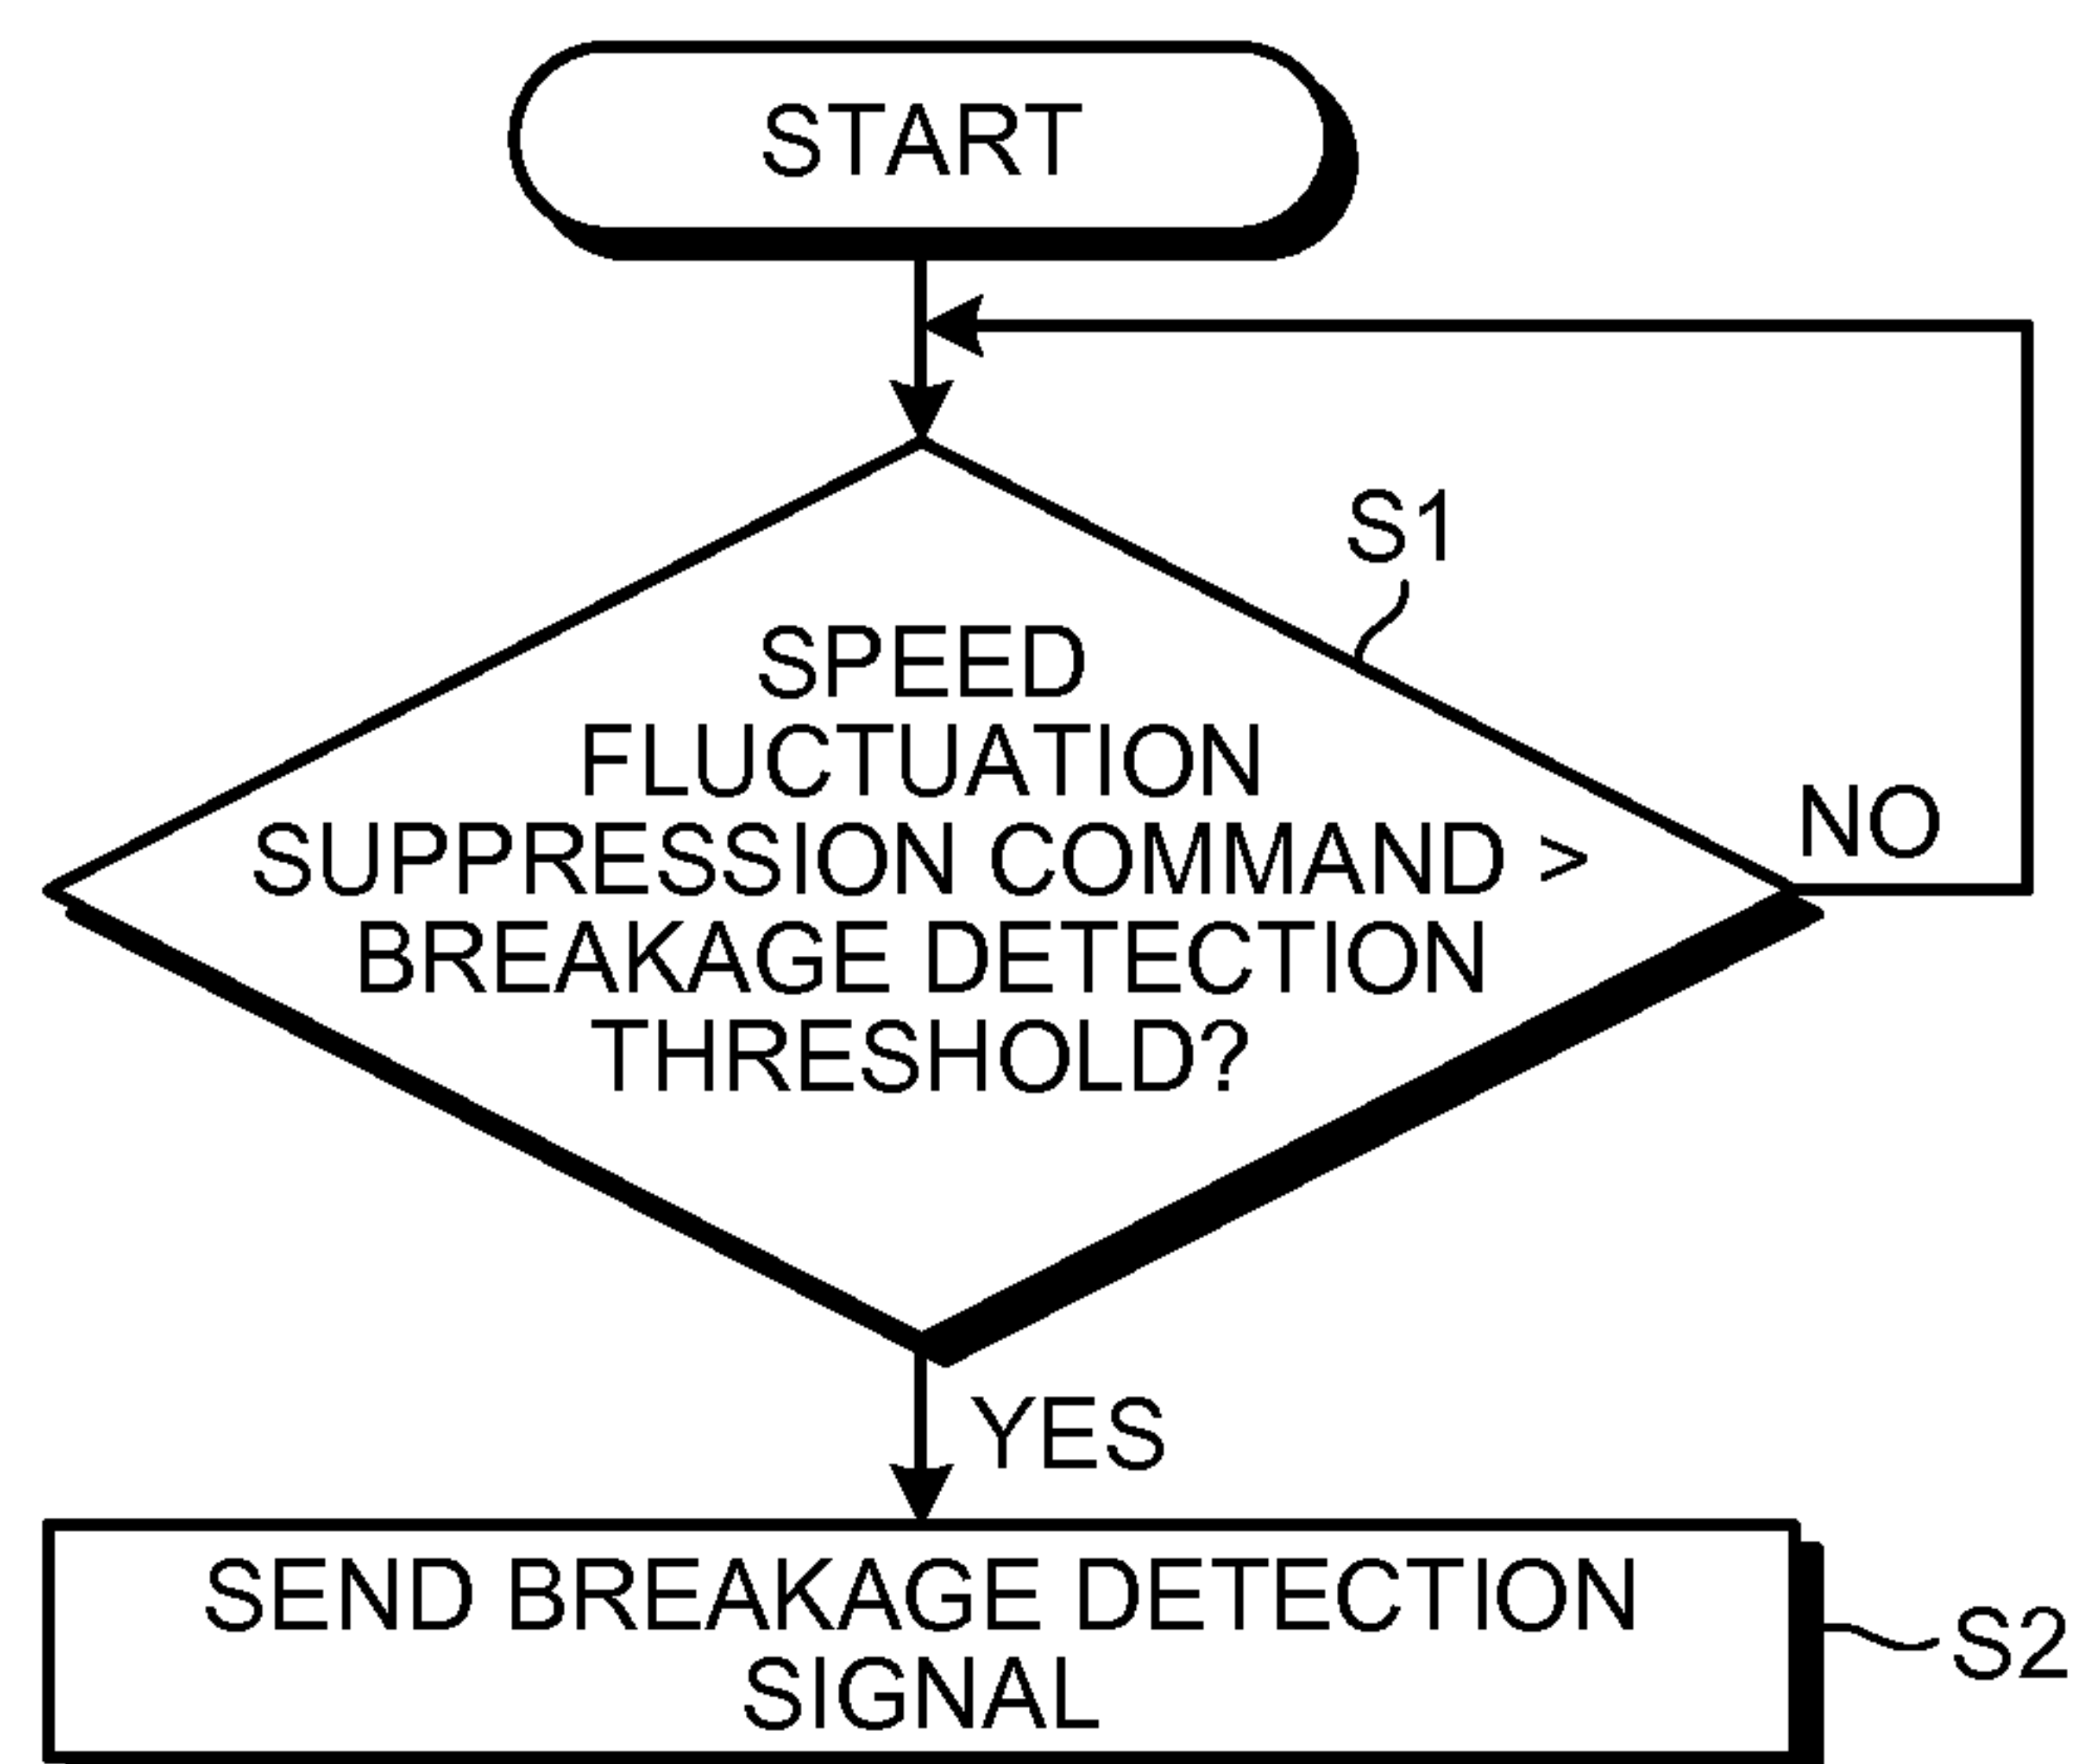 START
S1
SPEED
FLUCTUATION
SUPPRESSION COMMAND >
BREAKAGE DETECTION
THRESHOLD?
NO
YES
SEND BREAKAGE DETECTION
SIGNAL
S2